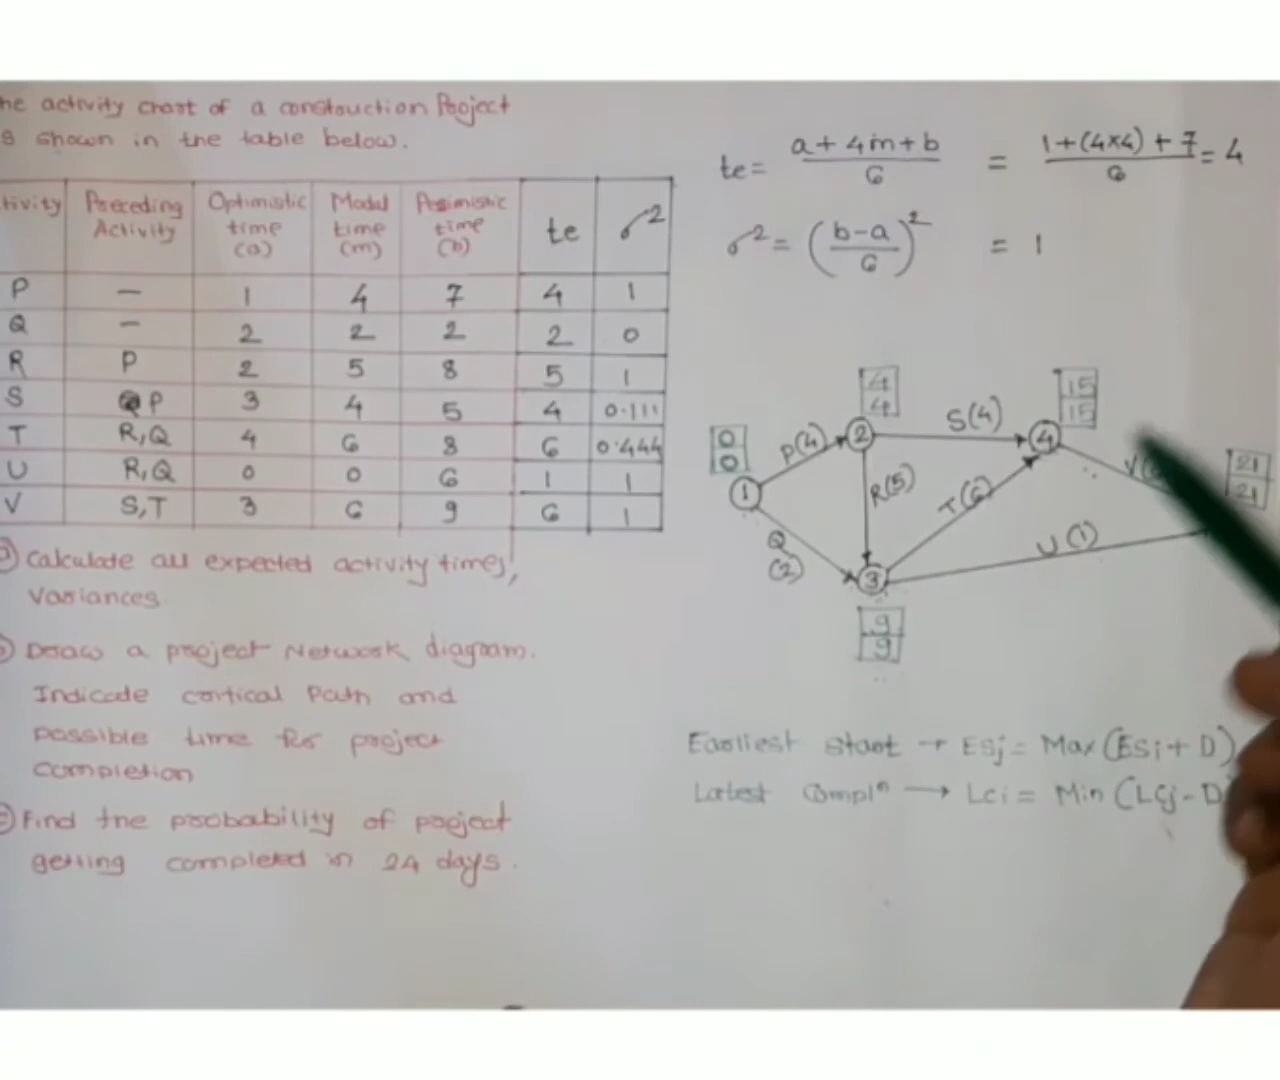 he activity chart of a construction Project
s shown in the table below.
tivity Preceding Activity Optimistic time (a) Modal time (m) Pesimistic time (b) te σ²
P — 1 4 7 4 1
Q — 2 2 2 2 0
R P 2 5 8 5 1
S P 3 4 5 4 0.111
T R,Q 4 6 8 6 0.444
U R,Q 0 0 6 1 1
V S,T 3 6 9 6 1
Calculate all expected activity times,
Variances.
Draw a project Network diagram.
Indicate cortical Path and
possible time for project
completion
Find the probability of project
getting completed in 24 days.
te = a+4m+b / 6 = 1+(4×4)+7 / 6 = 4
σ² = (b-a / 6)² = 1
0
0
1
P(4)
4
4
2
S(4)
15
15
4
R(5)
T(6)
Q
(2)
3
9
9
U(1)
21
21
Earliest start → ESj = Max (ESi + D)
Latest Complⁿ → Lci = Min (LCj - D